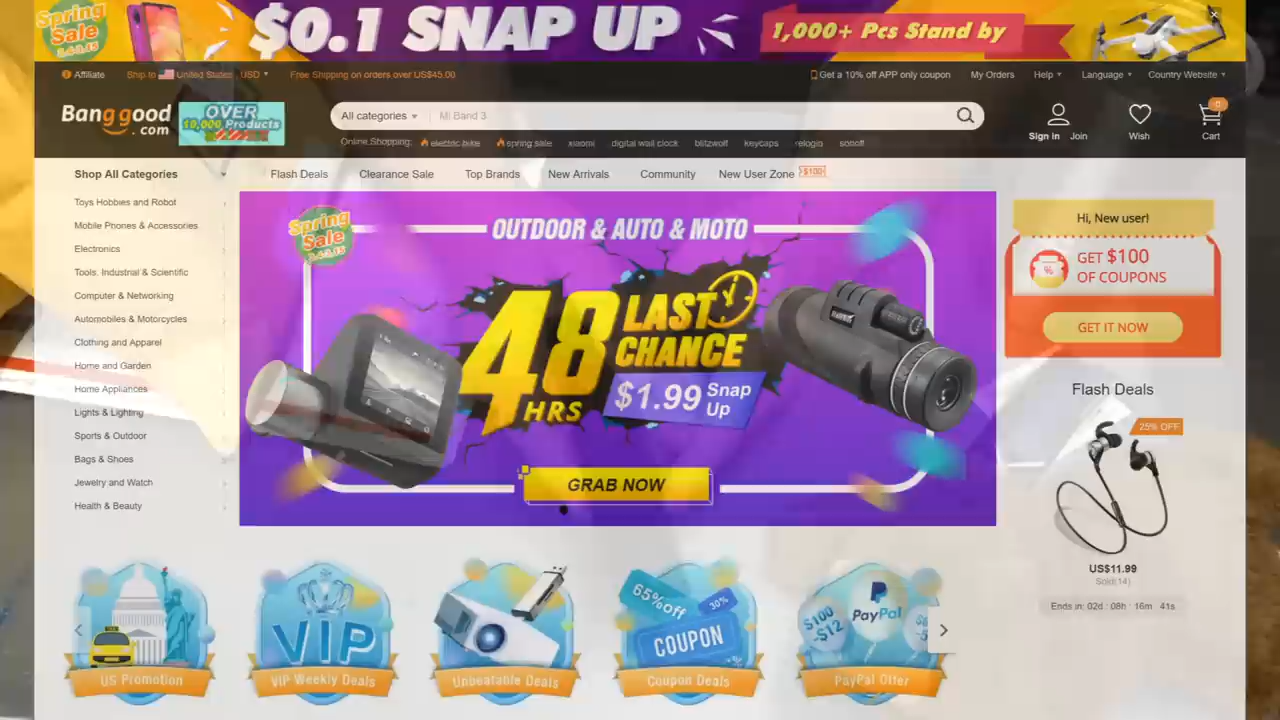 Spring Sale
$0.1 SNAP UP
1,000+ Pcs Stand by
Affiliate
Ship to United States USD
Free Shipping on orders over US$45.00
Get a 10% off APP only coupon
My Orders
Help
Language
Country Website
Banggood.com
OVER
10,000 Products
All categories
Mi Band 3
Sign in
Join
Wish
0
Cart
Online Shopping:
electric bike
spring sale
xiaomi
digital wall clock
blitzwolf
keycaps
relogio
sonoff
Shop All Categories
Flash Deals
Clearance Sale
Top Brands
New Arrivals
Community
New User Zone
$100
Toys Hobbies and Robot
Mobile Phones & Accessories
Electronics
Tools, Industrial & Scientific
Computer & Networking
Automobiles & Motorcycles
Clothing and Apparel
Home and Garden
Home Appliances
Lights & Lighting
Sports & Outdoor
Bags & Shoes
Jewelry and Watch
Health & Beauty
Spring
Sale
OUTDOOR & AUTO & MOTO
48 HRS
LAST
CHANCE
$1.99 Snap Up
GRAB NOW
Hi, New user!
%
GET $100
OF COUPONS
GET IT NOW
Flash Deals
25% OFF
US$11.99
Sold(14)
Ends in: 02d : 08h : 16m 41s
US Promotion
VIP
VIP Weekly Deals
Unbeatable Deals
65%off
30%
COUPON
Coupon Deals
$100
-$12
PayPal
PayPal Offer